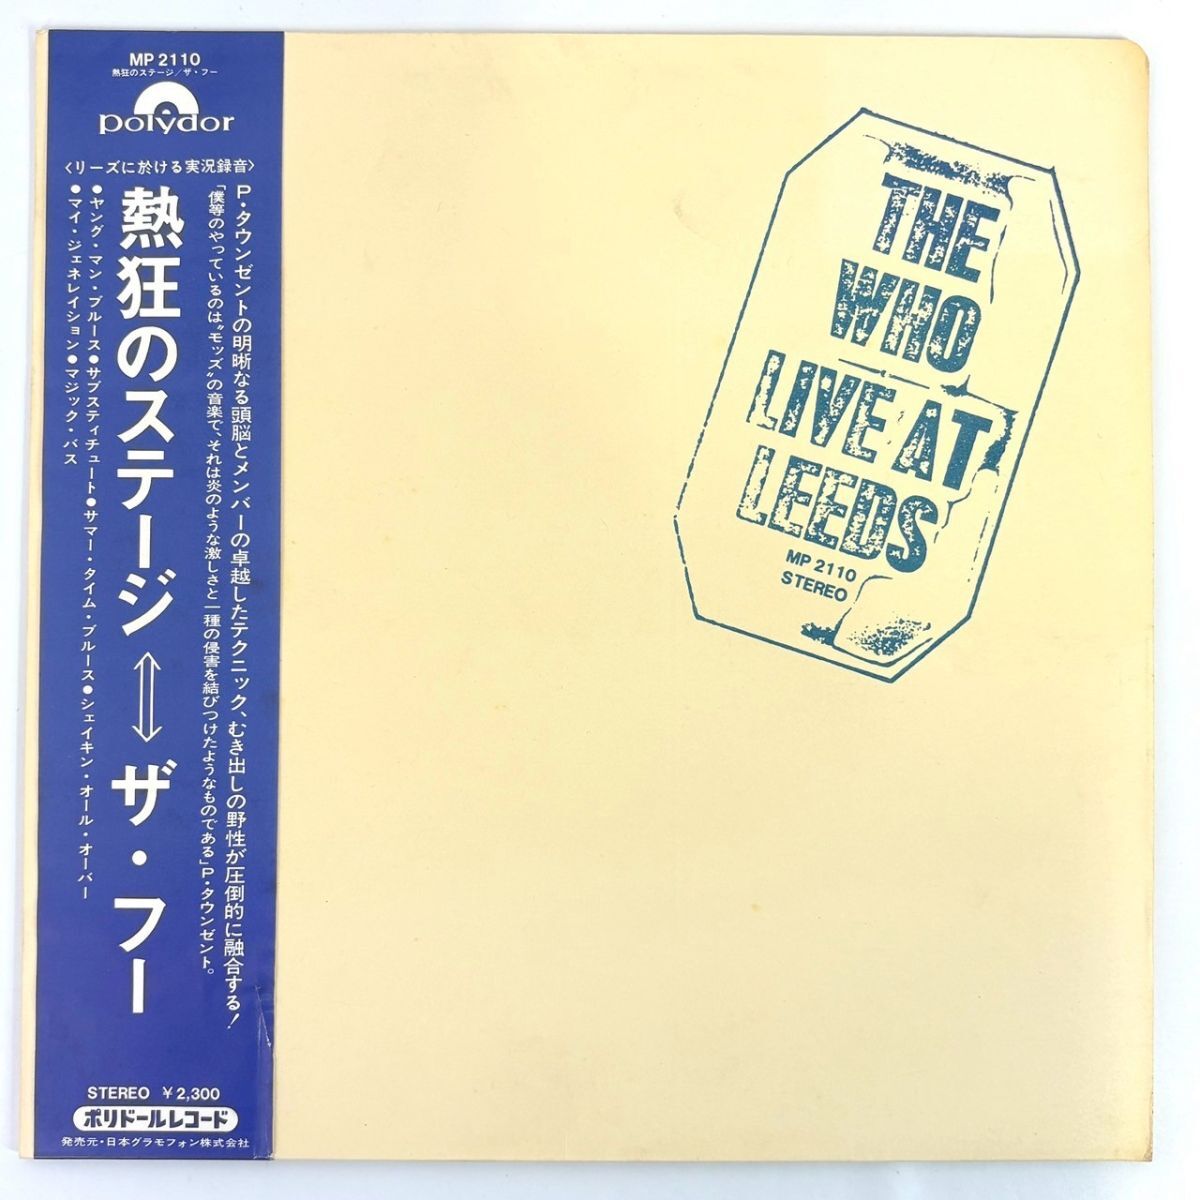 MP 2110
熱狂のステージ/ザ・フー
polydor
<リーズに於ける実況録音>
P・タウンゼントの明晰なる頭脳とメンバーの卓越したテクニック、むき出しの野性が圧倒的に融合する!
「僕等のやっているのは〝モッズ〟の音楽で、それは炎のような激しさと一種の侵害を結びつけたようなものである」P・タウンゼント。
熱狂のステージ⇔ザ・フー
●ヤング・マン・ブルース●サブスティチュート●サマー・タイム・ブルース●シェイキン・オール・オーバー
●マイ・ジェネレイション●マジック・バス
STEREO ¥2,300
ポリドールレコード
発売元・日本グラモフォン株式会社
THE
WHO
LIVE AT
LEEDS
MP 2110
STEREO